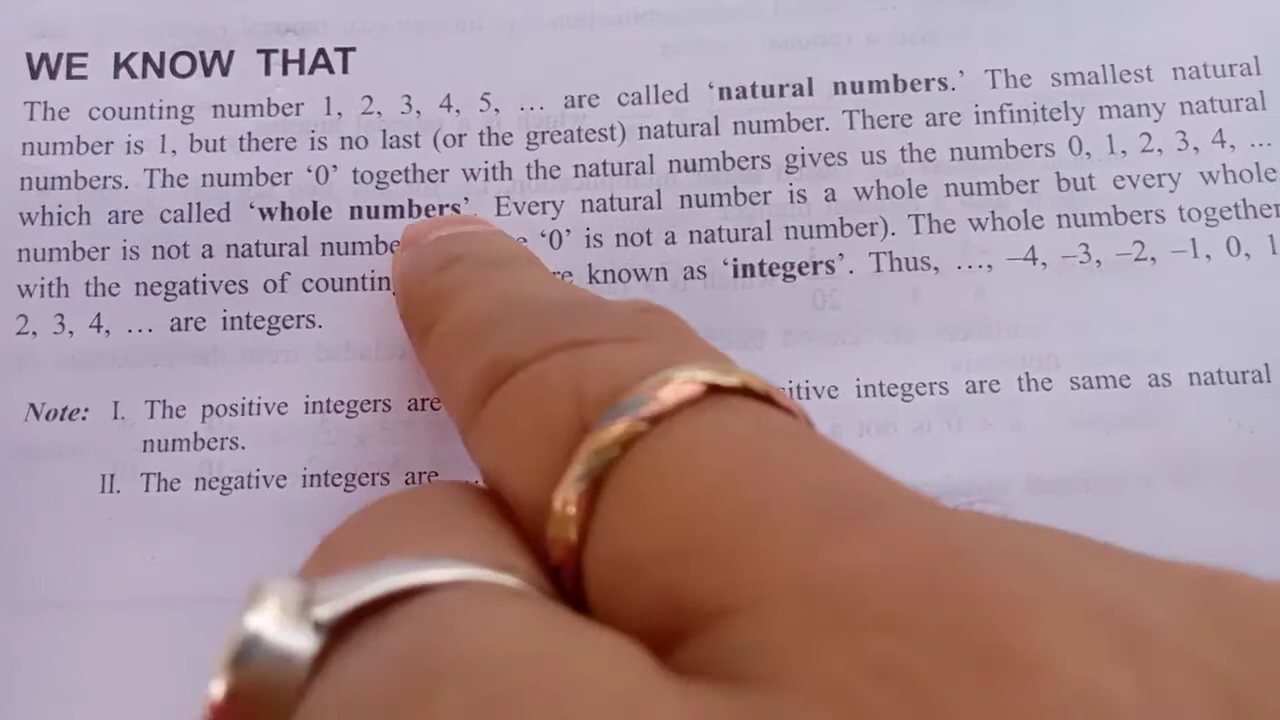 WE KNOW THAT
The counting number 1, 2, 3, 4, 5, ... are called ‘natural numbers.’ The smallest natural
number is 1, but there is no last (or the greatest) natural number. There are infinitely many natural
numbers. The number ‘0’ together with the natural numbers gives us the numbers 0, 1, 2, 3, 4, ...
which are called ‘whole numbers’. Every natural number is a whole number but every whole
number is not a natural ‘0’ is not a natural number). The whole numbers together
with the negatives of known as ‘integers’. Thus, ..., –4, –3, –2, –1, 0, 1
2, 3, 4, ... are integers.
Note: I. The positive integers are integers are the same as natural
numbers.
II. The negative integers are